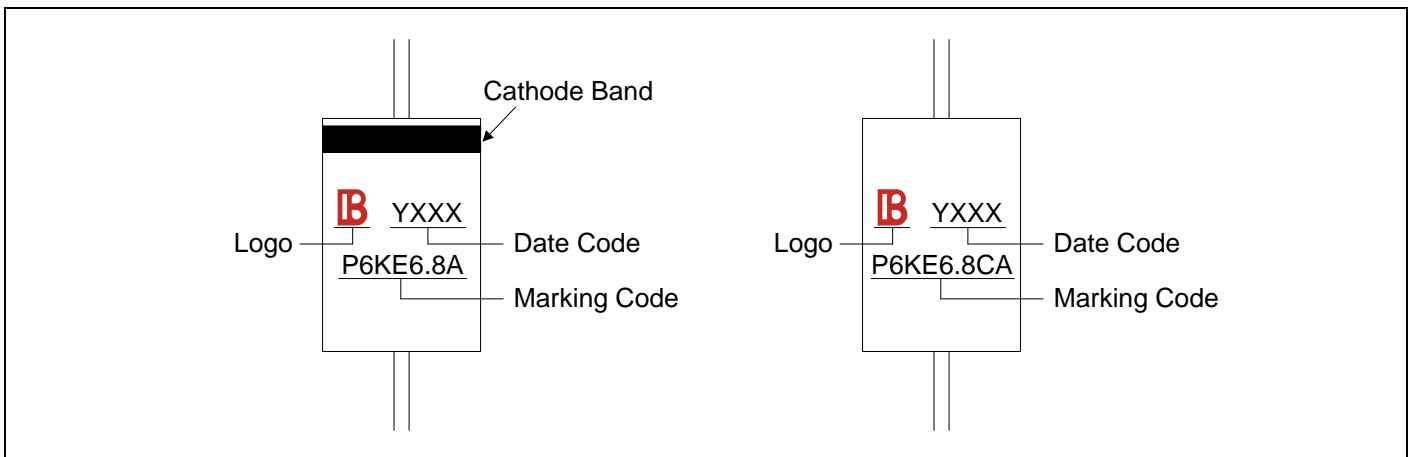 Cathode Band
YXXX
Logo
Date Code
P6KE6.8A
Marking Code
YXXX
Logo
Date Code
P6KE6.8CA
Marking Code